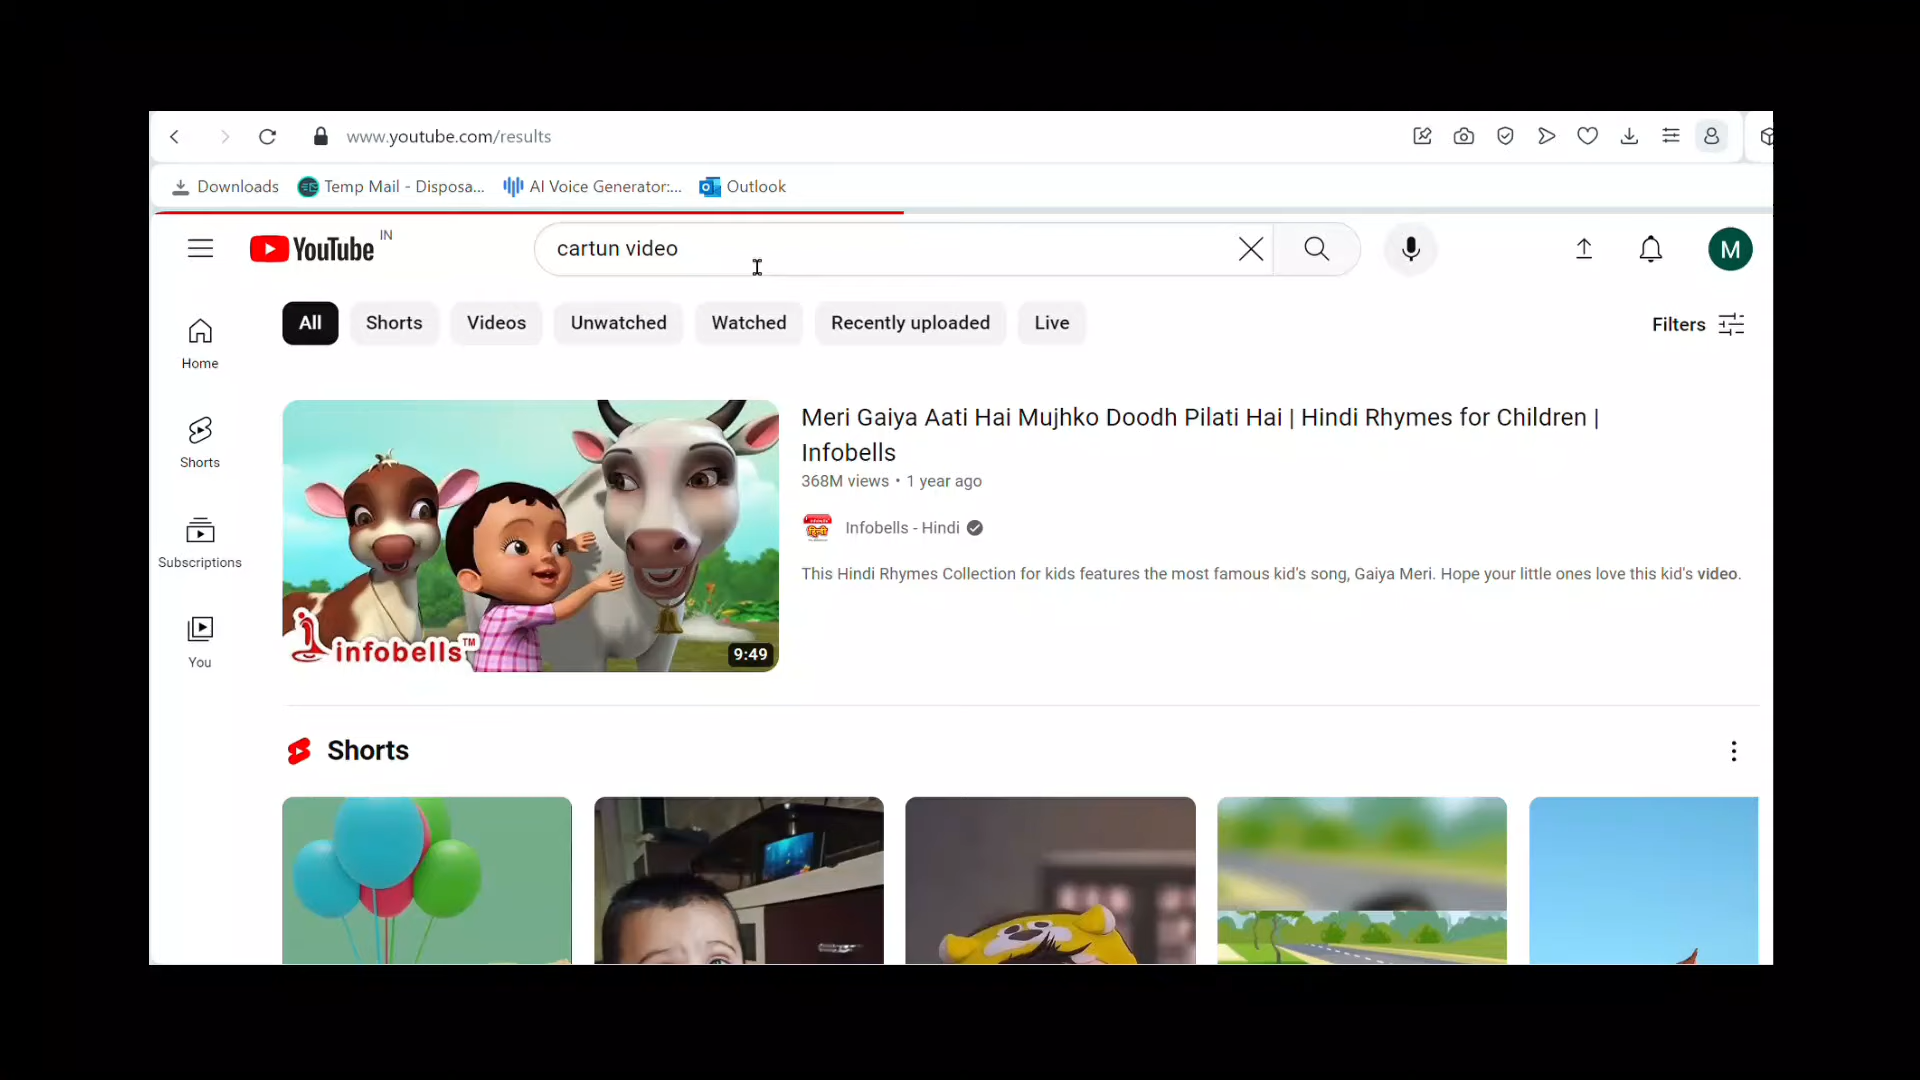 www.youtube.com/results
Downloads Temp Mail - Disposa... AI Voice Generator:... Outlook
YouTube IN
cartun video
M
All Shorts Videos Unwatched Watched Recently uploaded Live
Filters
Home
Shorts
Subscriptions
You
infobells™
9:49
Meri Gaiya Aati Hai Mujhko Doodh Pilati Hai | Hindi Rhymes for Children |
Infobells
368M views • 1 year ago
Infobells - Hindi
This Hindi Rhymes Collection for kids features the most famous kid's song, Gaiya Meri. Hope your little ones love this kid's video.
Shorts